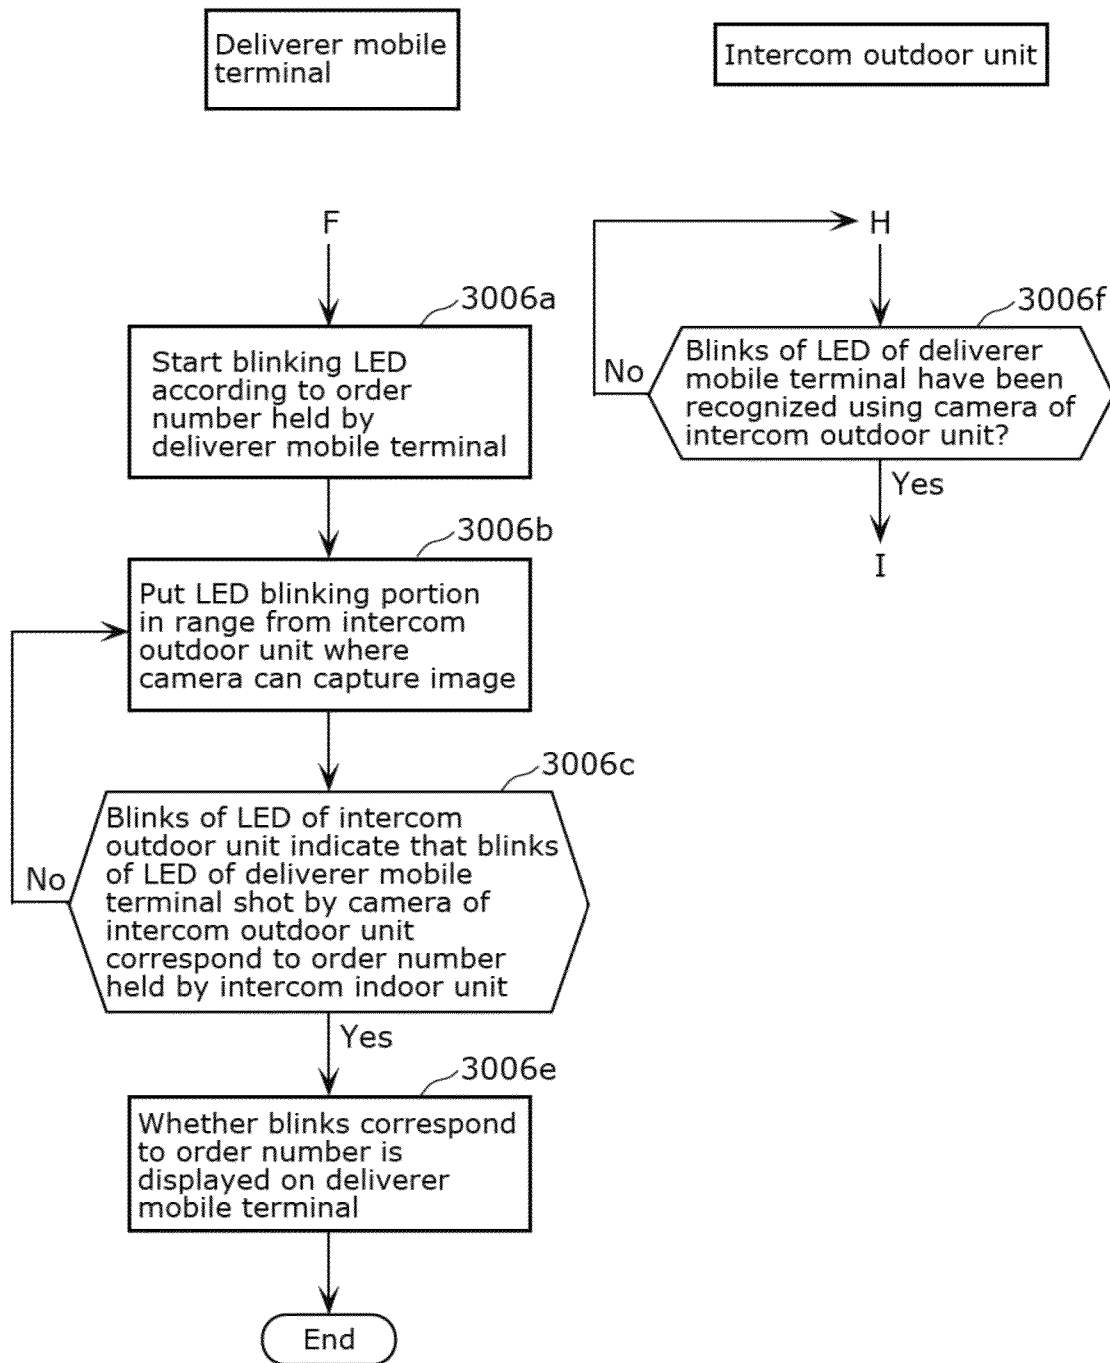 Deliverer mobile
terminal
Intercom outdoor unit
F
H
3006a
3006f
Start blinking LED
according to order
number held by
deliverer mobile terminal
No
Blinks of LED of deliverer
mobile terminal have been
recognized using camera of
intercom outdoor unit?
Yes
I
3006b
Put LED blinking portion
in range from intercom
outdoor unit where
camera can capture image
3006c
No
Blinks of LED of intercom
outdoor unit indicate that blinks
of LED of deliverer mobile
terminal shot by camera of
intercom outdoor unit
correspond to order number
held by intercom indoor unit
Yes
3006e
Whether blinks correspond
to order number is
displayed on deliverer
mobile terminal
End